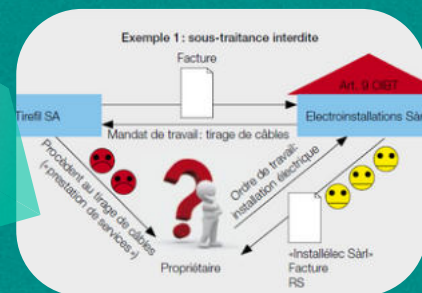 Exemple 1 : sous-traitance interdite
Facture
Art. 9 OIBT
Tirefil SA
Electroinstallations Sàrl
Mandat de travail : tirage de câbles
Procèdent au tirage de câbles
(«prestation de services»)
Ordre de travail:
installation électrique
Propriétaire
«Installélec Sàrl»
Facture
RS